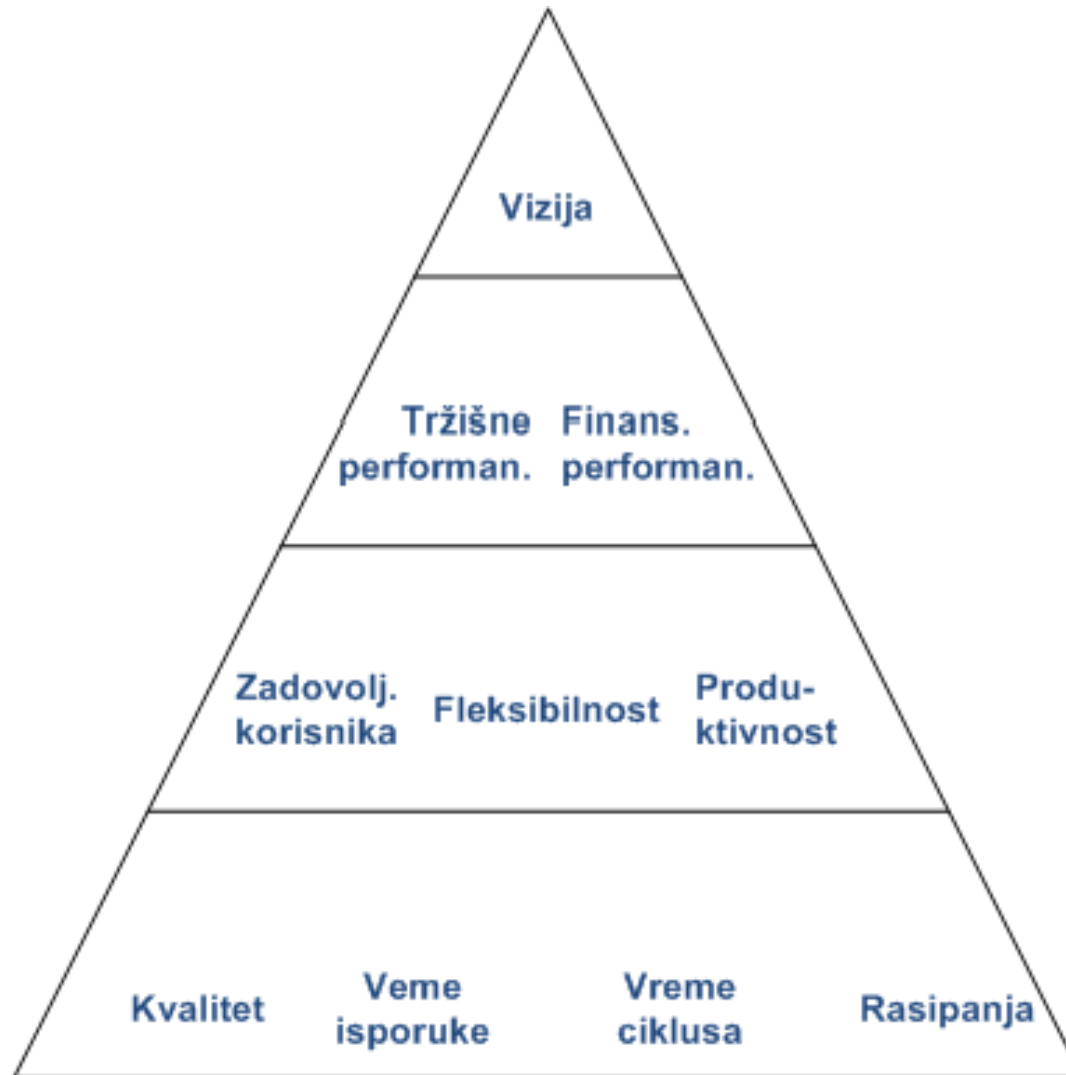 Vizija
Tržišne Finans.
performan. performan.
Zadovolj.
korisnika
Fleksibilnost
Produ-
ktivnost
Kvalitet
Veme
isporuke
Vreme
ciklusa
Rasipanja